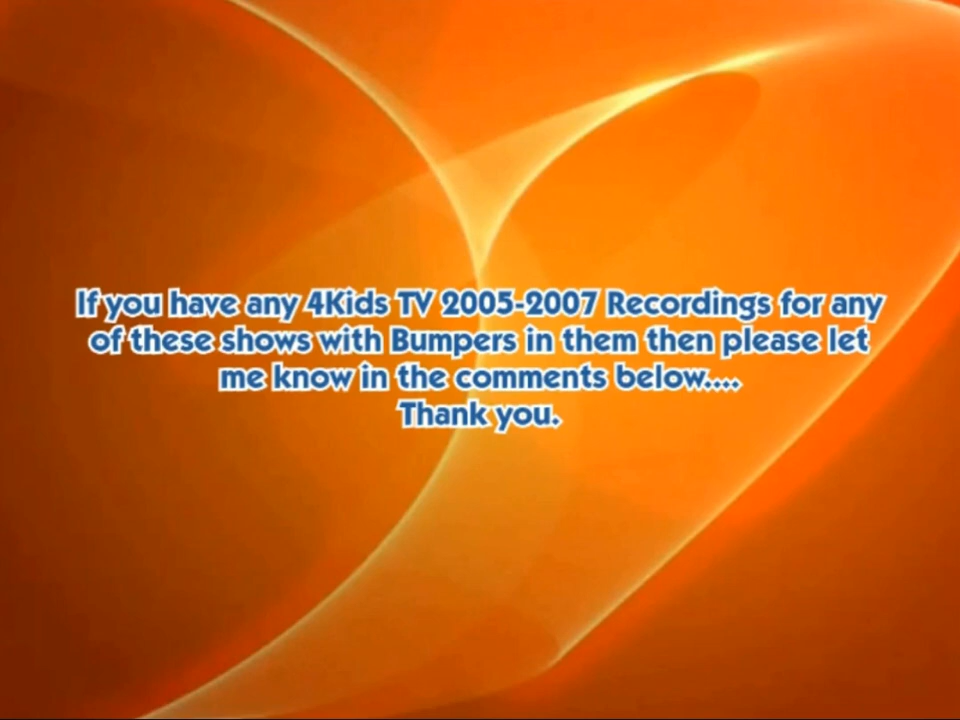 If you have any 4Kids TV 2005-2007 Recordings for any
of these shows with Bumpers in them then please let
me know in the comments below....
Thank you.